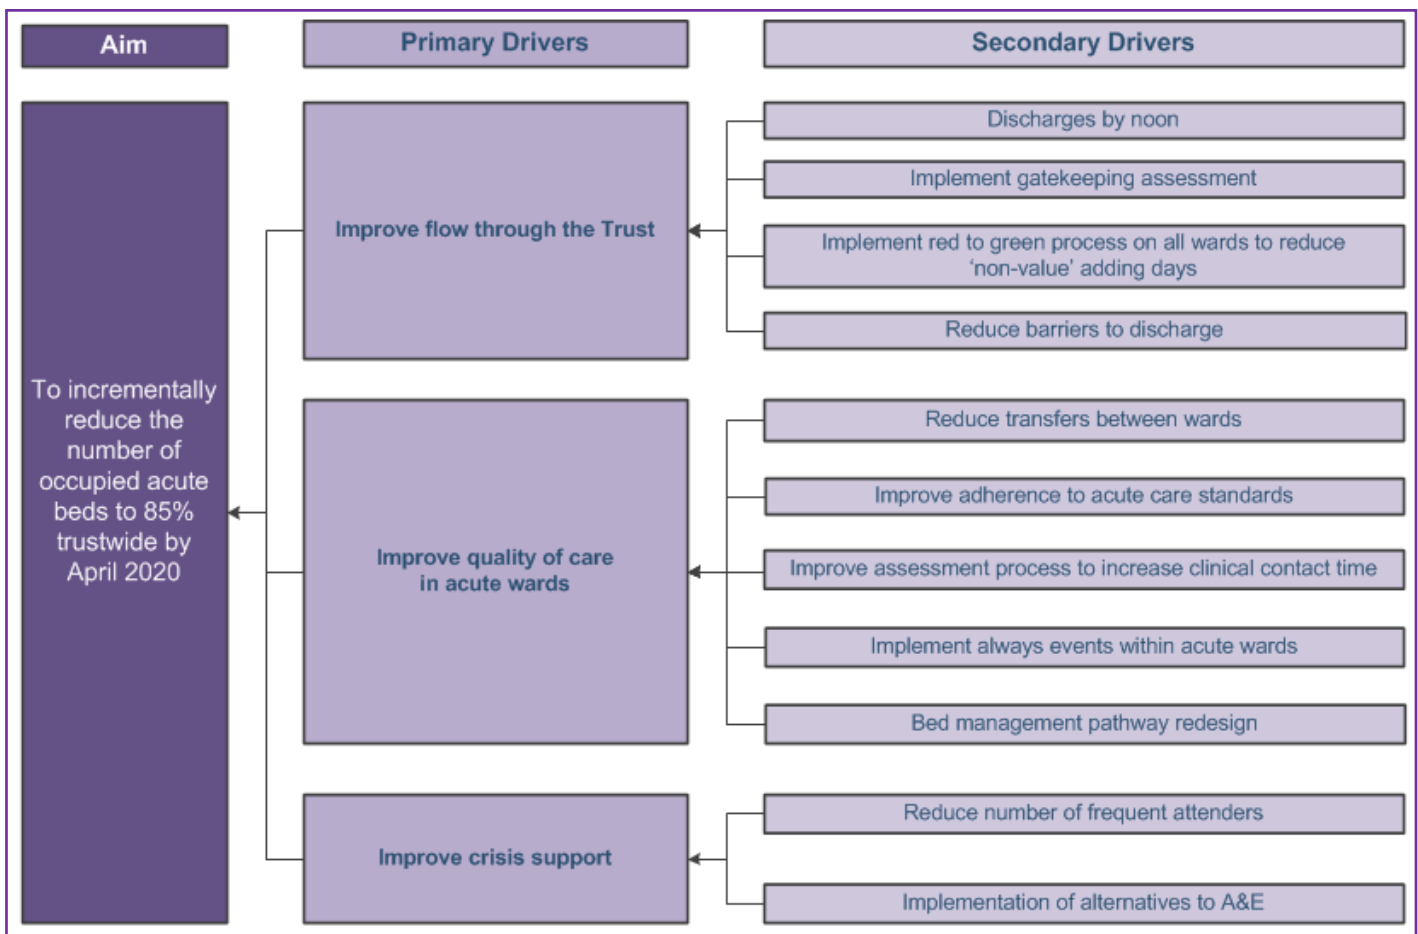 Aim
Primary Drivers
Secondary Drivers
To incrementally
reduce the
number of
occupied acute
beds to 85%
trustwide by
April 2020
Improve flow through the Trust
Discharges by noon
Implement gatekeeping assessment
Implement red to green process on all wards to reduce
‘non-value’ adding days
Reduce barriers to discharge
Improve quality of care
in acute wards
Reduce transfers between wards
Improve adherence to acute care standards
Improve assessment process to increase clinical contact time
Implement always events within acute wards
Bed management pathway redesign
Improve crisis support
Reduce number of frequent attenders
Implementation of alternatives to A&E